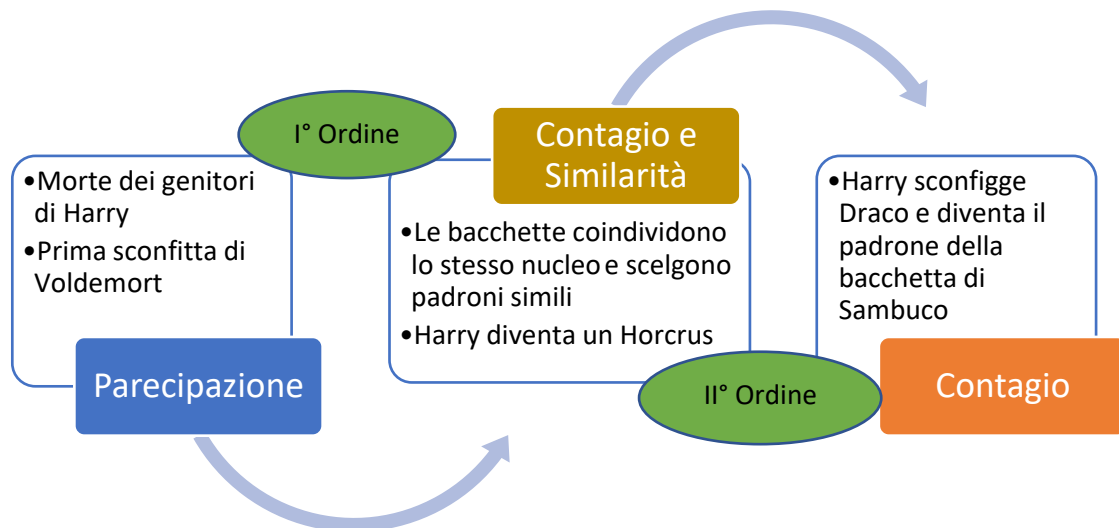 •Morte dei genitori
di Harry
•Prima sconfitta di
Voldemort
Parecipazione
I° Ordine
Contagio e
Similarità
•Le bacchette coindividono
lo stesso nucleo e scelgono
padroni simili
•Harry diventa un Horcrus
II° Ordine
•Harry sconfigge
Draco e diventa il
padrone della
bacchetta di
Sambuco
Contagio